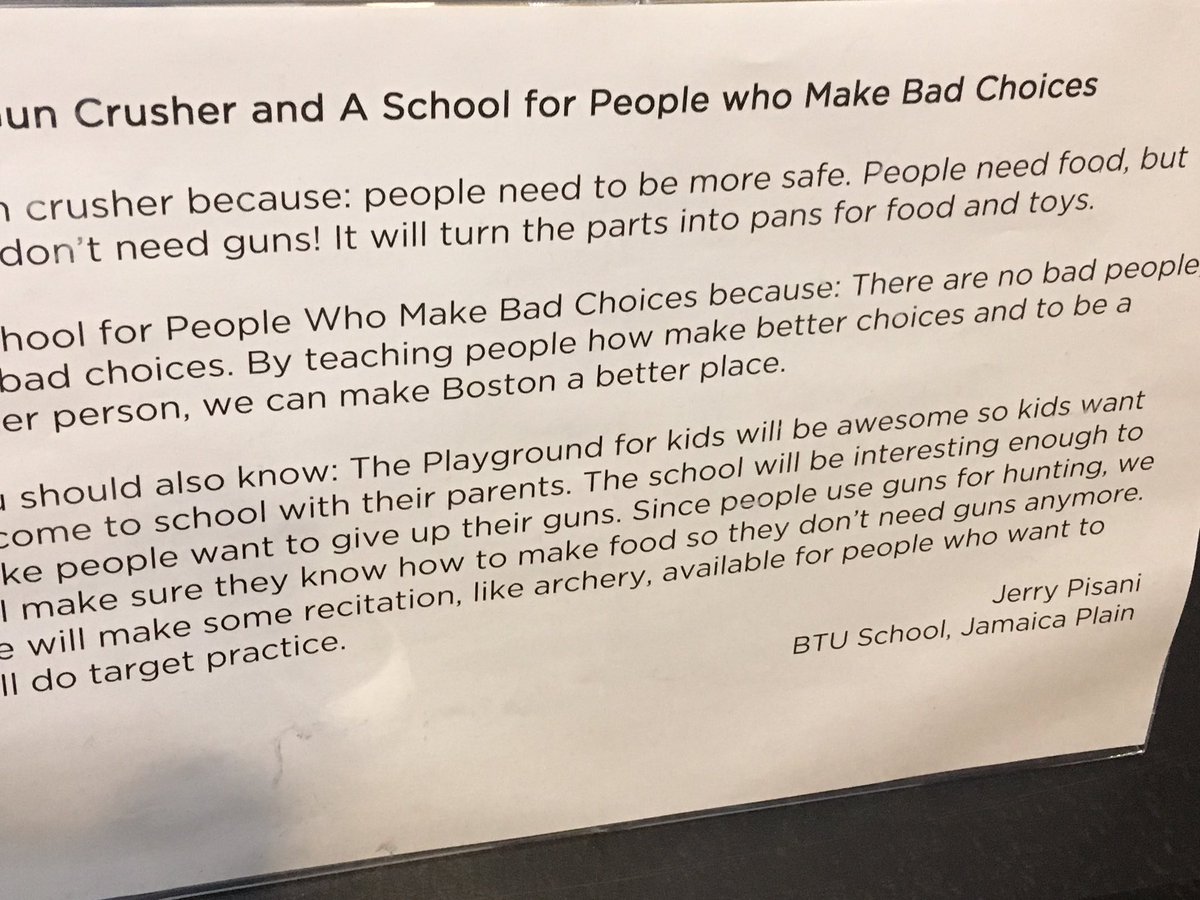 un Crusher and A School for People who Make Bad Choices
crusher because: people need to be more safe. People need food, but
don't need guns! It will turn the parts into pans for food and toys.
hool for People Who Make Bad Choices because: There are no bad people,
bad choices. By teaching people how make better choices and to be a
er person, we can make Boston a better place.
should also know: The Playground for kids will be awesome so kids want
come to school with their parents. The school will be interesting enough to
ke people want to give up their guns. Since people use guns for hunting, we
l make sure they know how to make food so they don't need guns anymore.
e will make some recitation, like archery, available for people who want to
ll do target practice.
Jerry Pisani
BTU School, Jamaica Plain